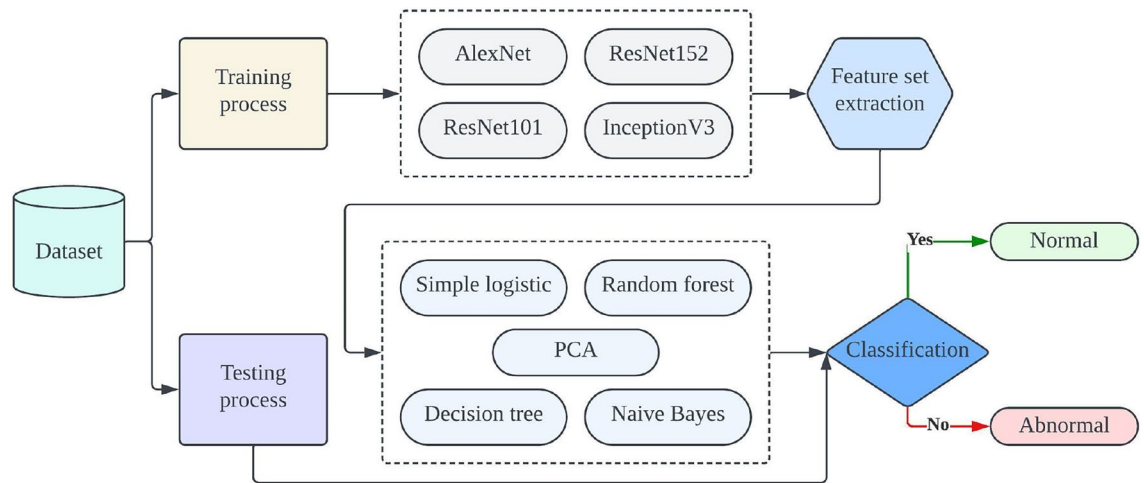 Training
process
AlexNet
ResNet152
ResNet101
InceptionV3
Feature set
extraction
Dataset
Testing
process
Simple logistic
Random forest
PCA
Decision tree
Naive Bayes
Classification
Yes
Normal
No
Abnormal